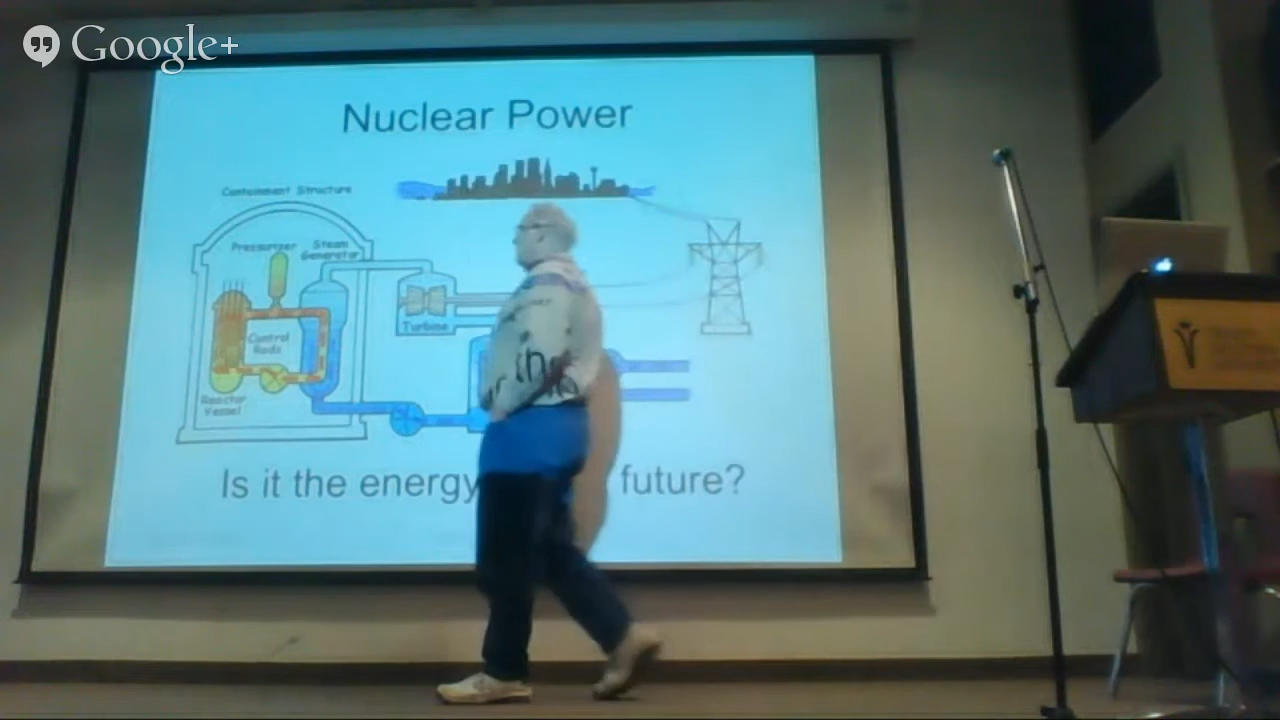 Google+
Nuclear Power
Containment Structure
Pressurizer
Steam
Generator
Turbine
Control
Rods
Reactor
Vessel
Is it the energy future?